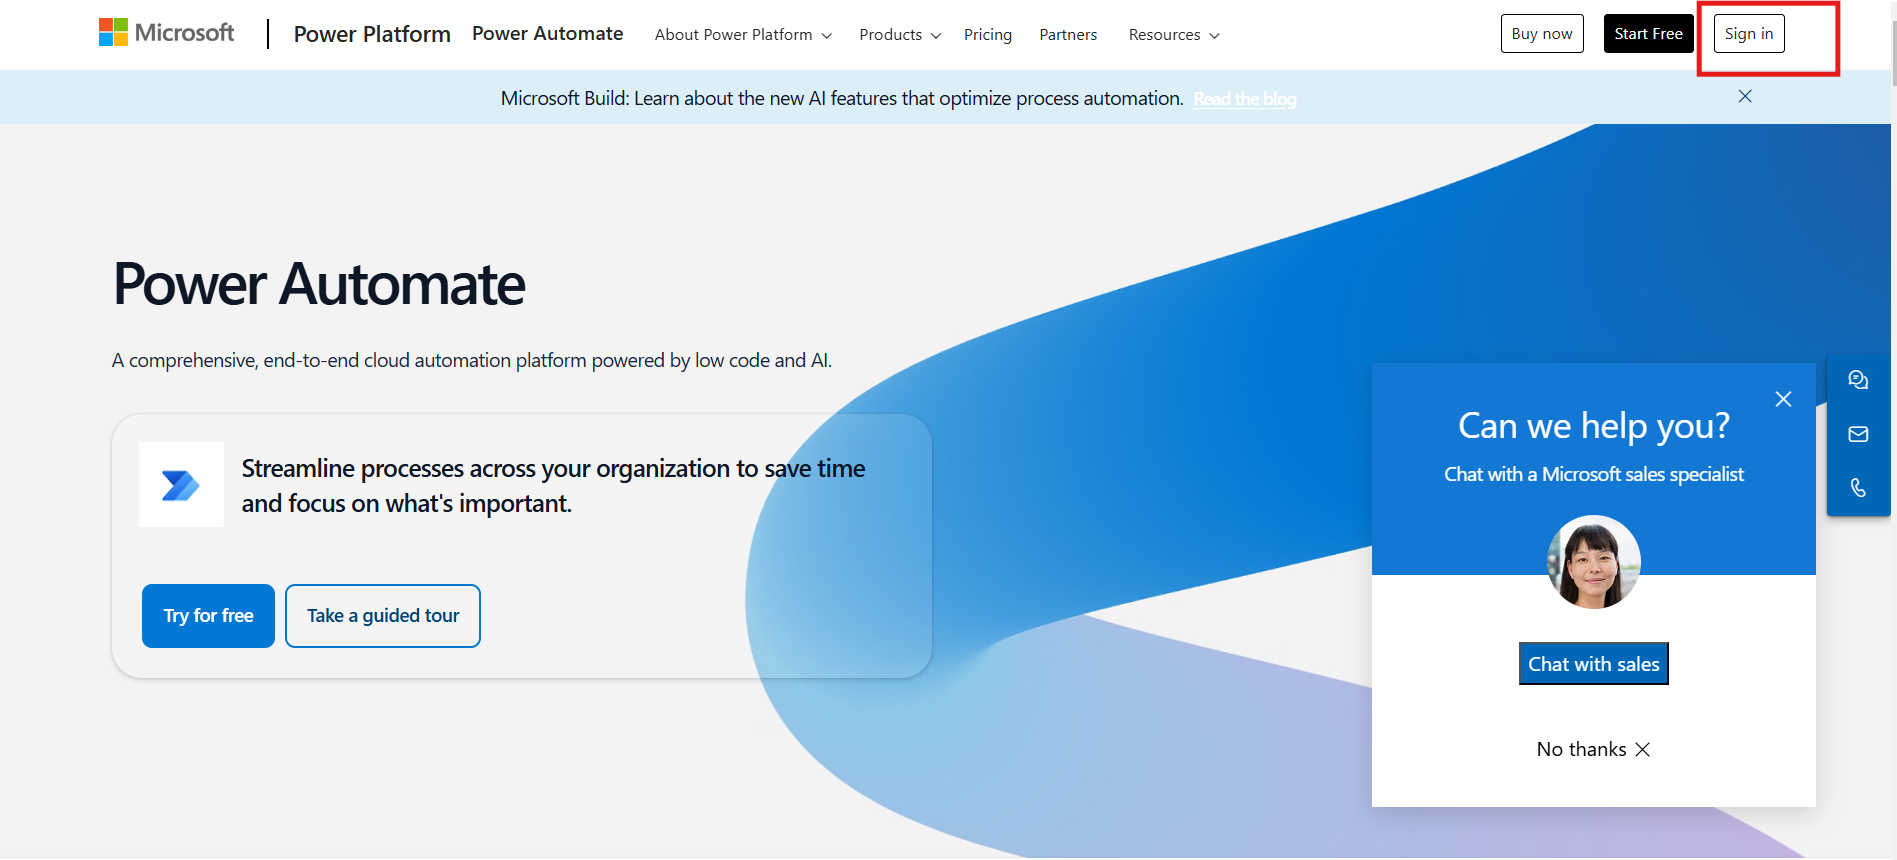 Microsoft
Power Platform
Power Automate
About Power Platform
Products
Pricing
Partners
Resources
Buy now
Start Free
Sign in
Microsoft Build: Learn about the new AI features that optimize process automation. Read the blog
Power Automate
A comprehensive, end-to-end cloud automation platform powered by low code and AI.
Streamline processes across your organization to save time
and focus on what's important.
Try for free
Take a guided tour
Can we help you?
Chat with a Microsoft sales specialist
Chat with sales
No thanks